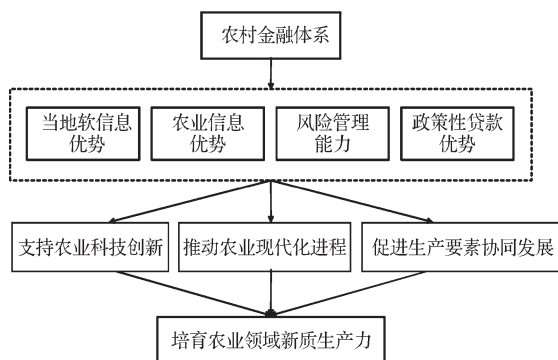 农村金融体系
当地软信息
优势
农业信息
优势
风险管理
能力
政策性贷款
优势
支持农业科技创新
推动农业现代化进程
促进生产要素协同发展
培育农业领域新质生产力